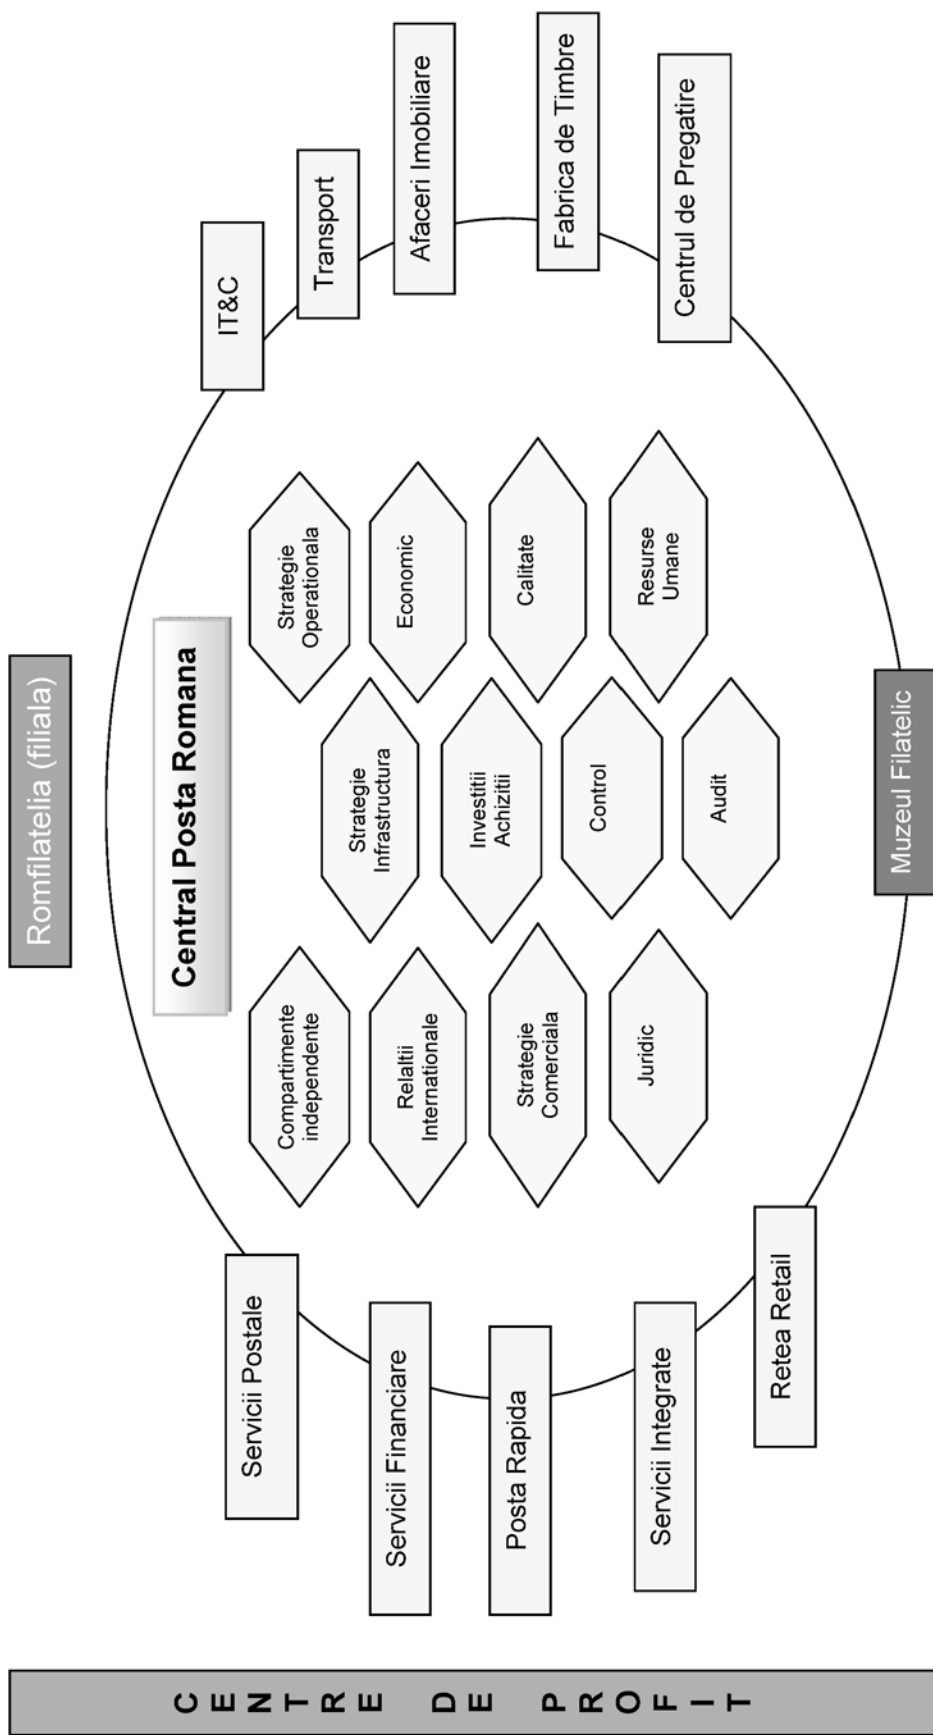 Romfilatelia (filiala)
Central Posta Romana
CENTRE DE PROFIT
Servicii Postale
Servicii Financiare
Posta Rapida
Servicii Integrate
Retea Retail
Compartimente
independente
Relaltii
Internationale
Strategie
Comerciala
Juridic
Strategie
Infrastructura
Investitii
Achizitii
Control
Audit
Strategie
Operationala
Economic
Calitate
Resurse
Umane
IT&C
Transport
Afaceri Imobiliare
Fabrica de Timbre
Centrul de Pregatire
Muzeul Filatelic